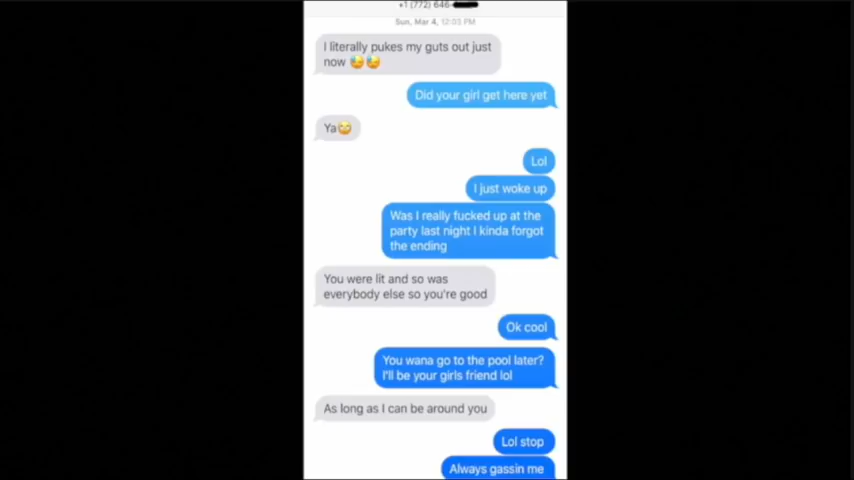 +1 (772) 646-
Sun, Mar 4, 12:03 PM
I literally pukes my guts out just
now 😅😅
Did your girl get here yet
Ya😁
Lol
I just woke up
Was I really fucked up at the
party last night I kinda forgot
the ending
You were lit and so was
everybody else so you're good
Ok cool
You wana go to the pool later?
I'll be your girls friend lol
As long as I can be around you
Lol stop
Always gassin me